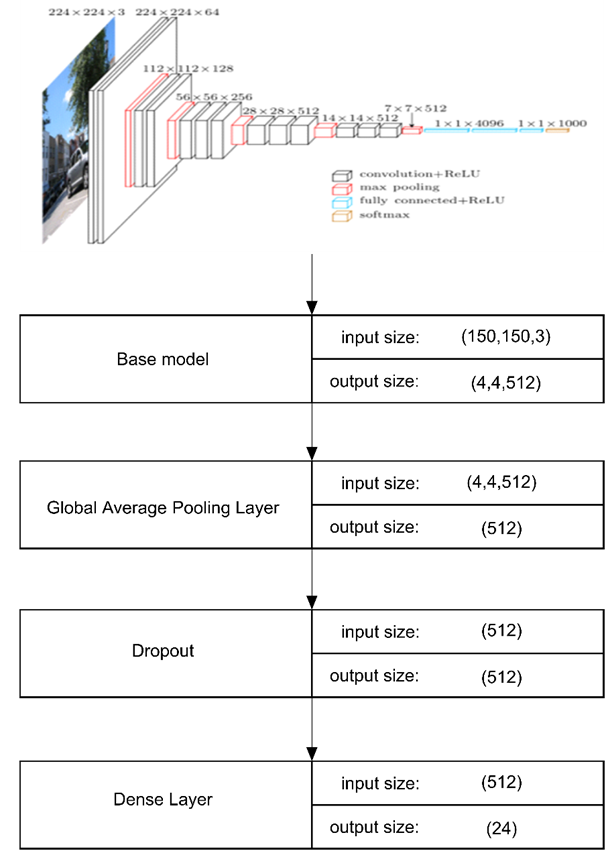 224×224×3 224×224×64
112×112×128
56×56×256
28×28×512
14×14×512
7×7×512
1×1×4096 1×1×1000
convolution+ReLU
max pooling
fully connected+ReLU
softmax
Base model
input size: (150,150,3)
output size: (4,4,512)
Global Average Pooling Layer
input size: (4,4,512)
output size: (512)
Dropout
input size: (512)
output size: (512)
Dense Layer
input size: (512)
output size: (24)